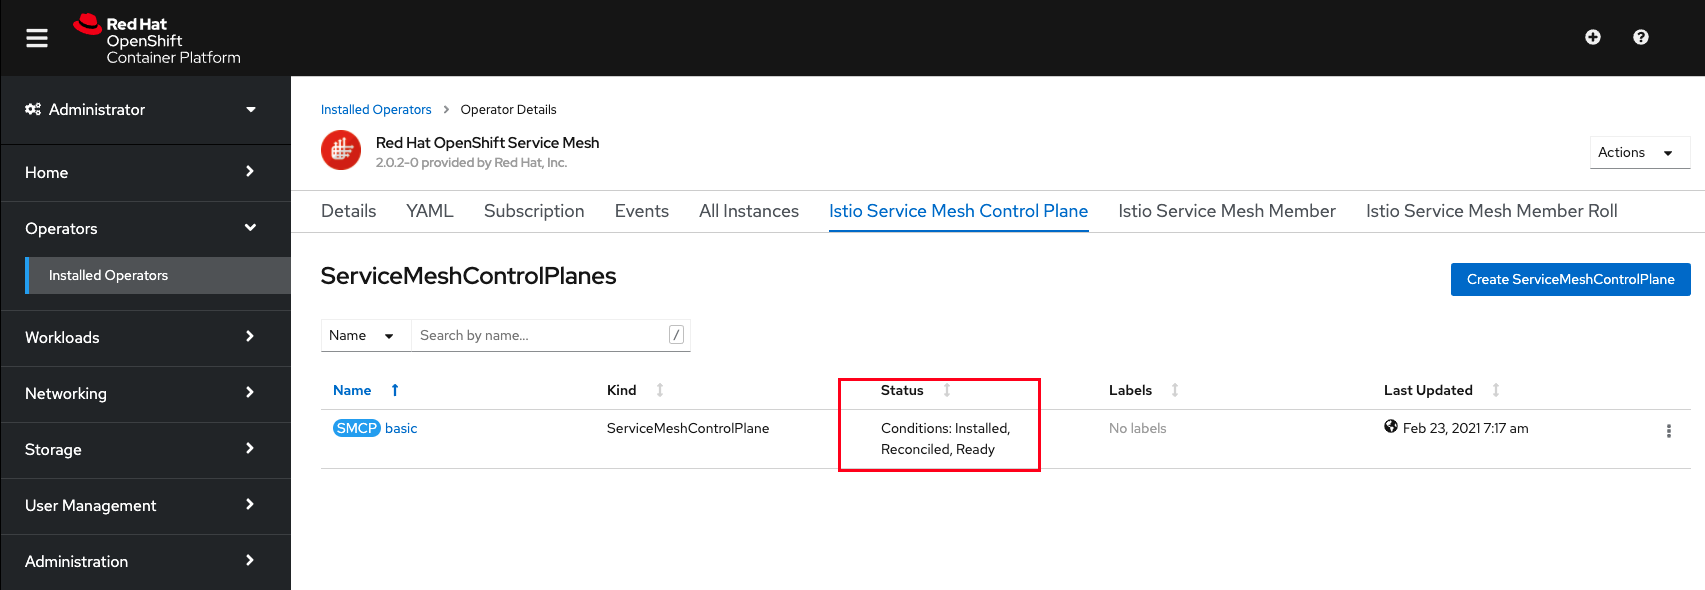 Red Hat
OpenShift
Container Platform
Administrator
Home
Operators
Installed Operators
Workloads
Networking
Storage
User Management
Administration
Installed Operators > Operator Details
Red Hat OpenShift Service Mesh
2.0.2-0 provided by Red Hat, Inc.
Actions
Details YAML Subscription Events All Instances Istio Service Mesh Control Plane Istio Service Mesh Member Istio Service Mesh Member Roll
ServiceMeshControlPlanes
Create ServiceMeshControlPlane
Name Search by name... /
Name Kind Status Labels Last Updated
SMCP basic ServiceMeshControlPlane Conditions: Installed, No labels Feb 23, 2021 7:17 am
Reconciled, Ready